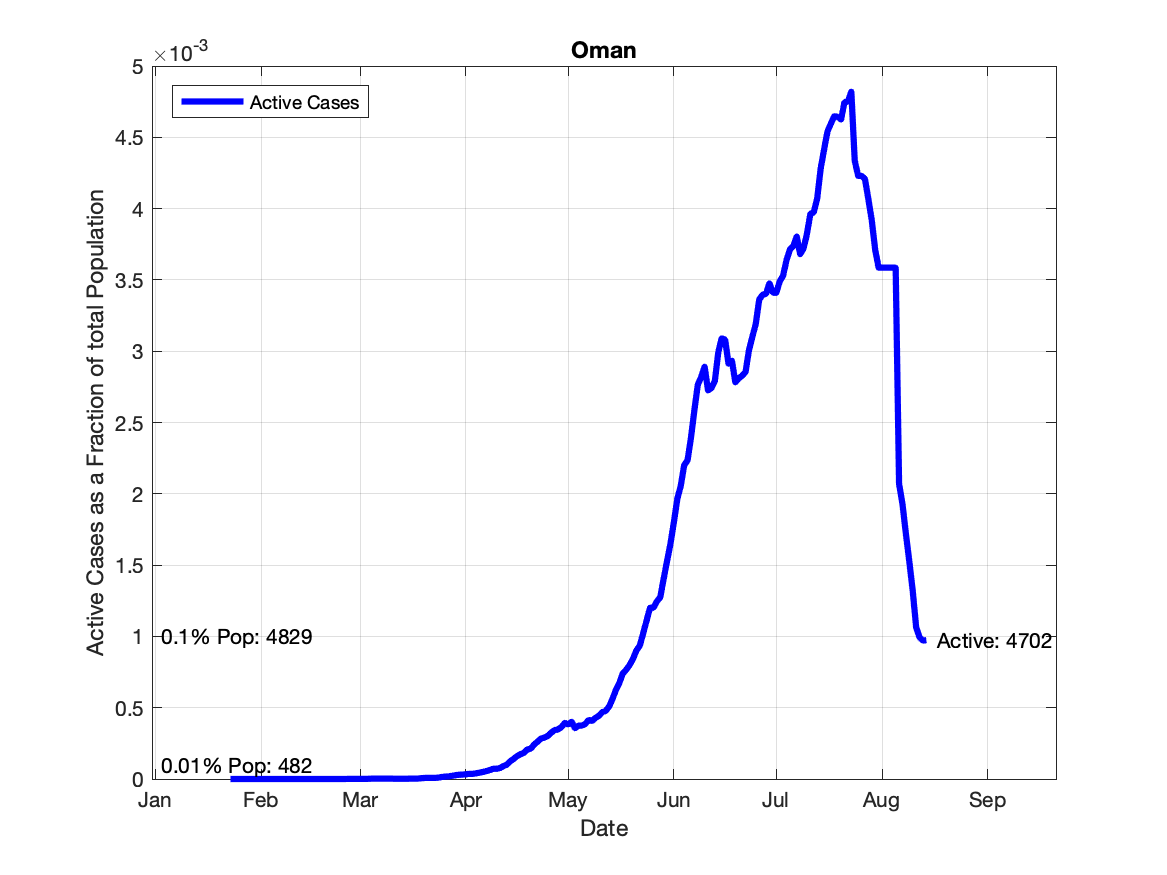 Oman
×10-3
Active Cases
5
4.5
4
3.5
3
2.5
2
1.5
1
0.5
0
Active Cases as a Fraction of total Population
0.1% Pop: 4829
Active: 4702
0.01% Pop: 482
Jan Feb Mar Apr May Jun Jul Aug Sep
Date